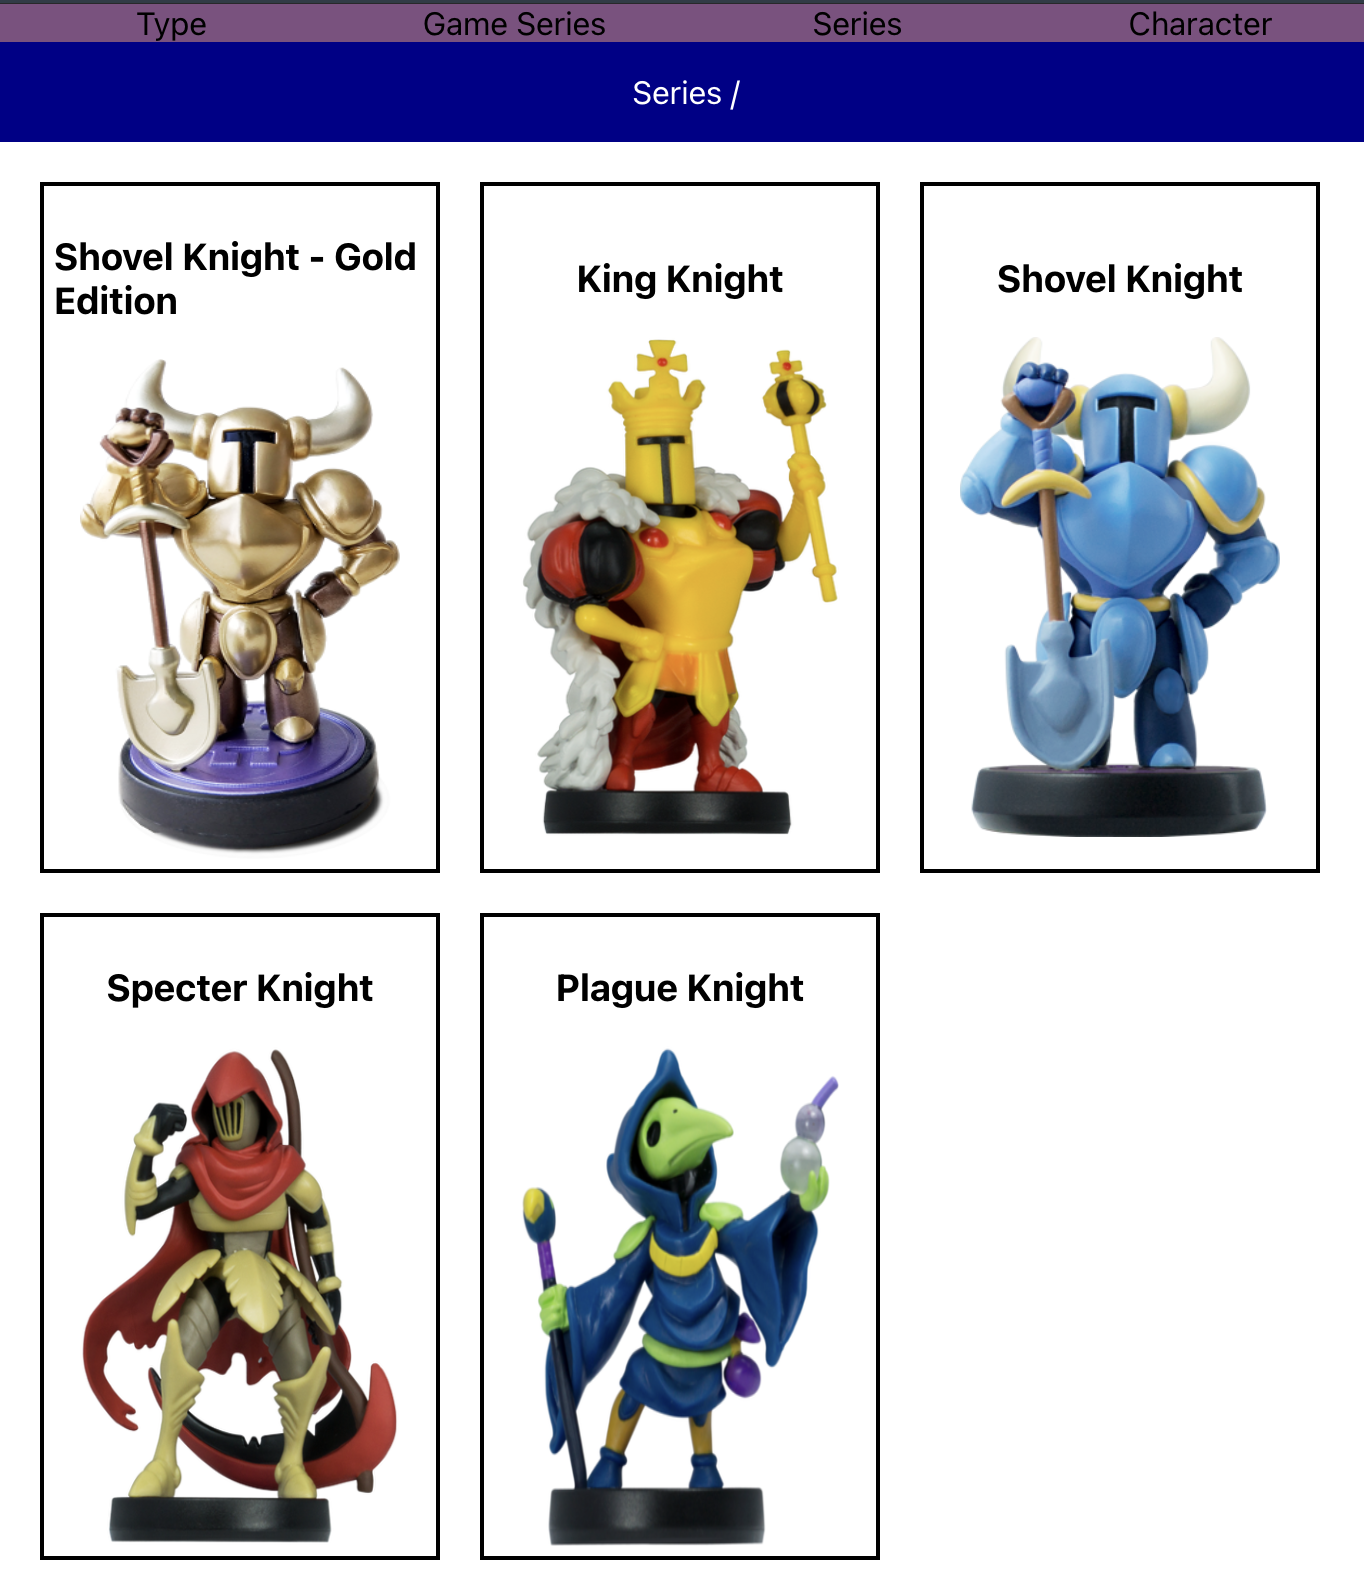 Type
Game Series
Series
Character
Series /
Shovel Knight - Gold
Edition
King Knight
Shovel Knight
Specter Knight
Plague Knight